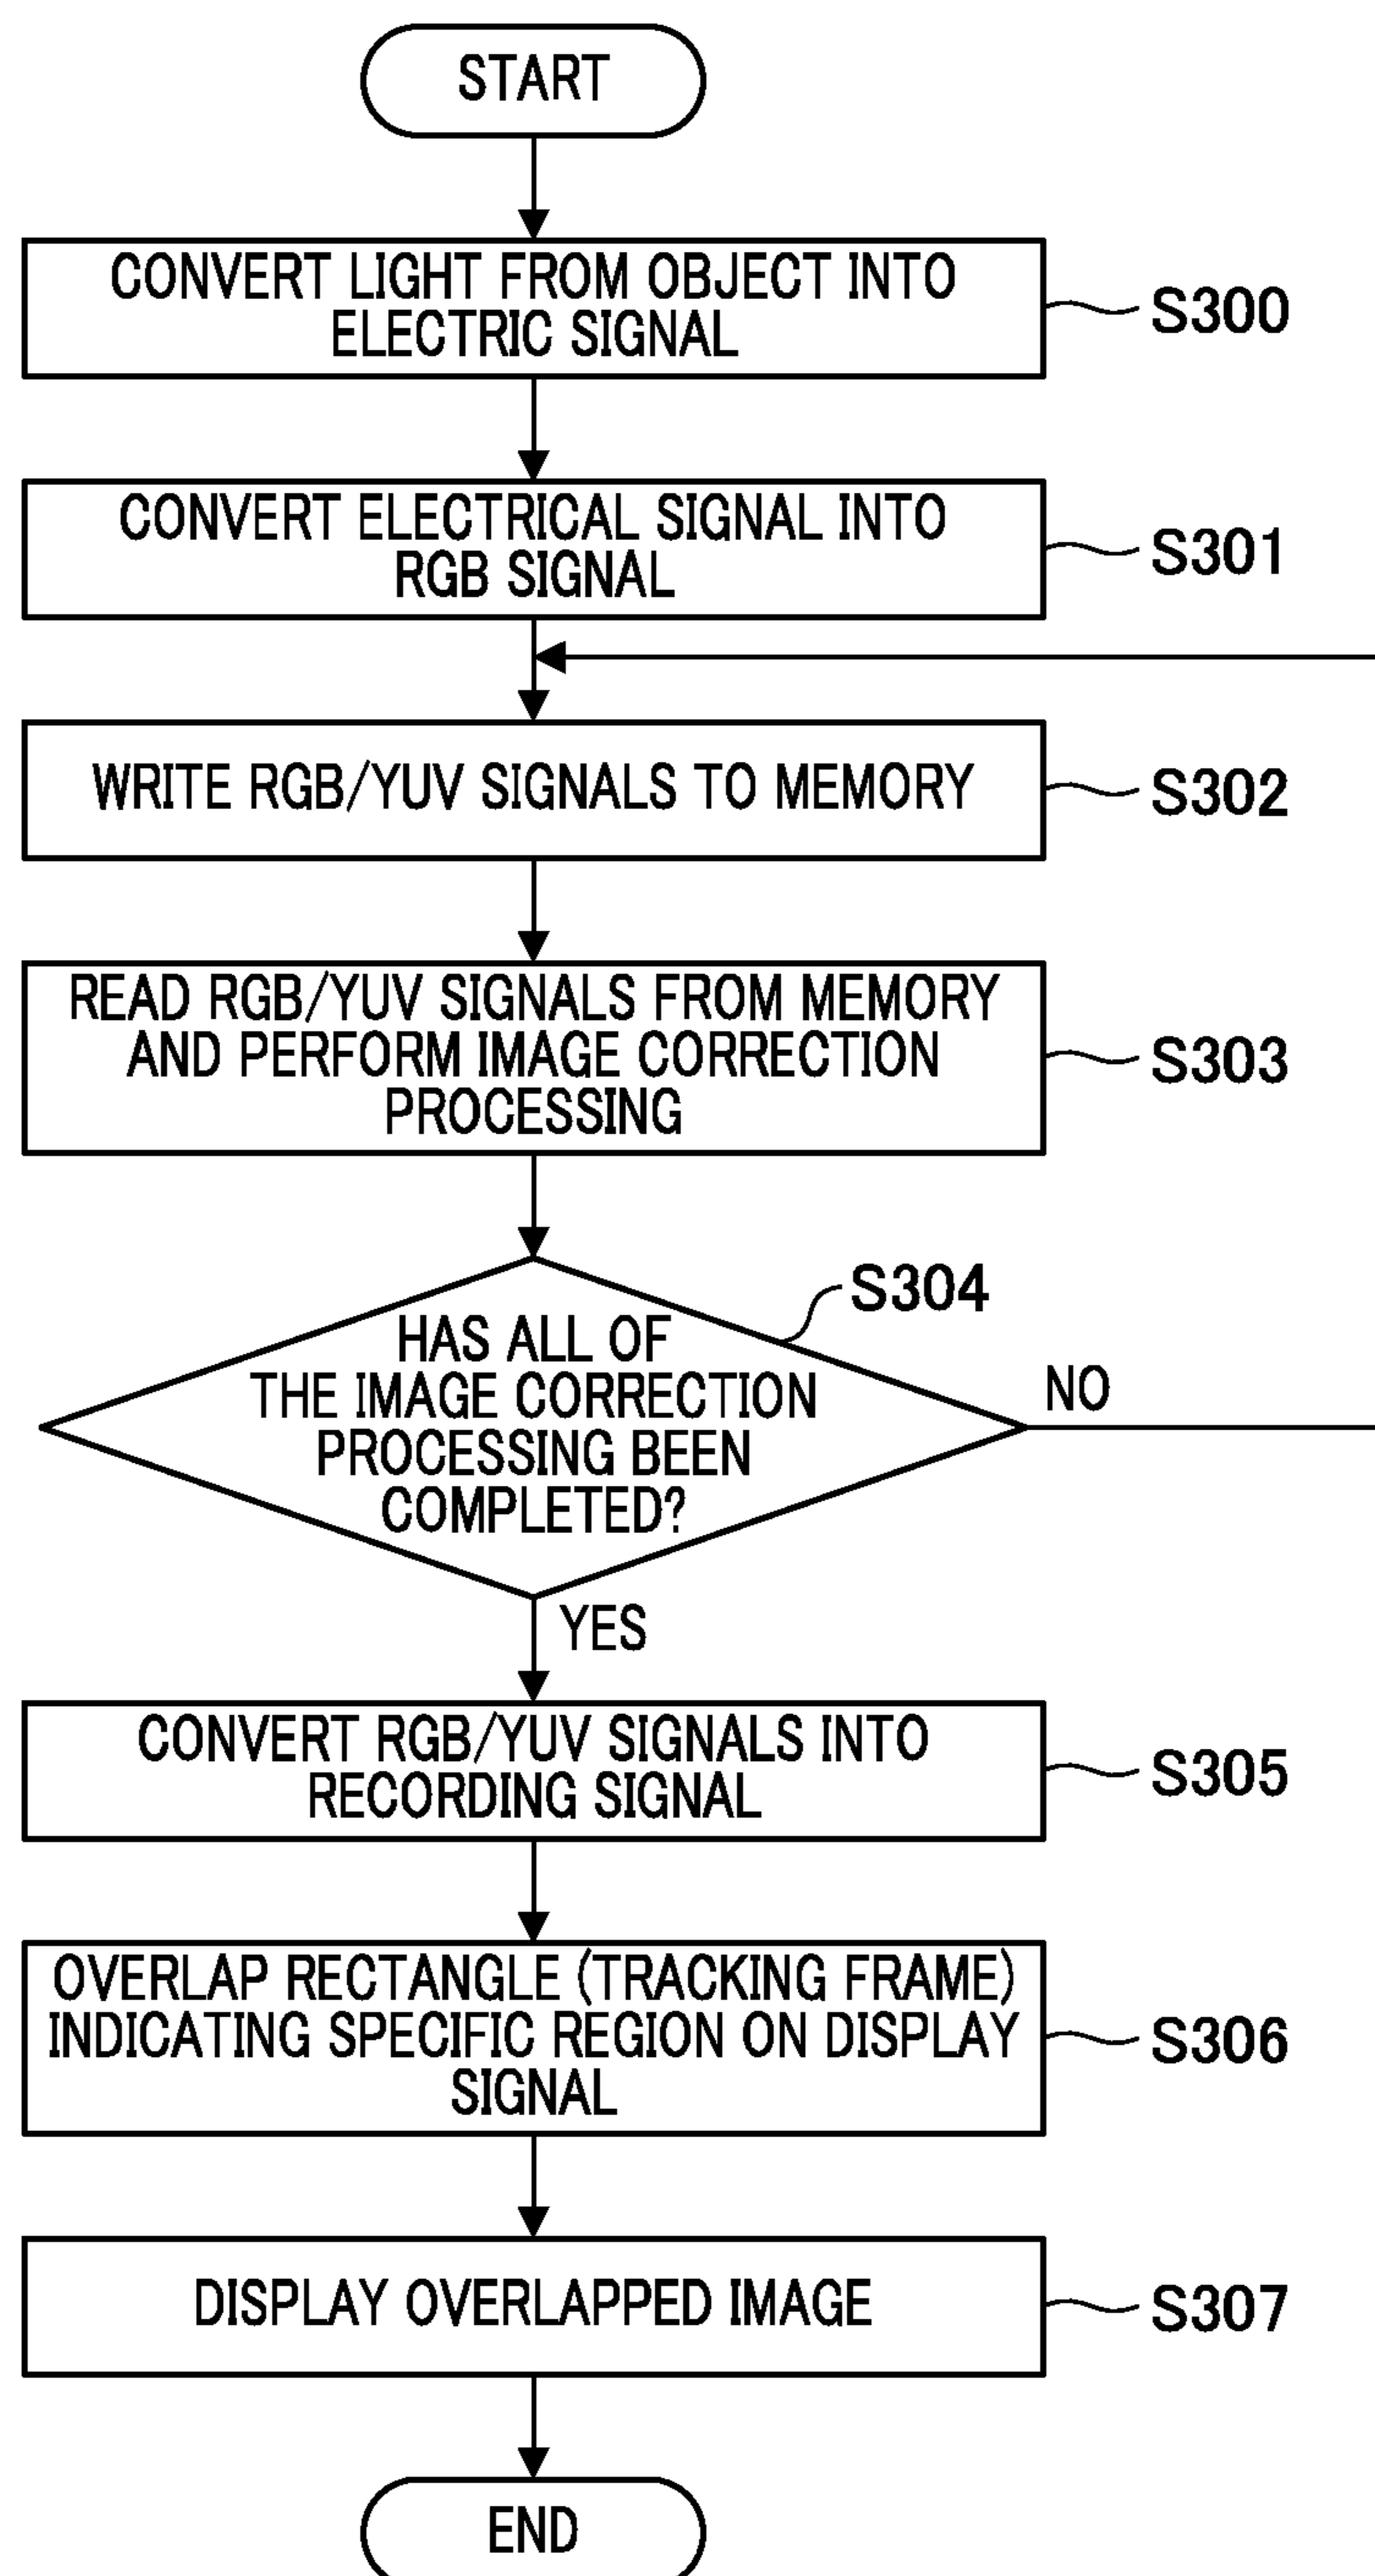 START
CONVERT LIGHT FROM OBJECT INTO
ELECTRIC SIGNAL
S300
CONVERT ELECTRICAL SIGNAL INTO
RGB SIGNAL
S301
WRITE RGB/YUV SIGNALS TO MEMORY
S302
READ RGB/YUV SIGNALS FROM MEMORY
AND PERFORM IMAGE CORRECTION
PROCESSING
S303
S304
HAS ALL OF
THE IMAGE CORRECTION
PROCESSING BEEN
COMPLETED?
NO
YES
CONVERT RGB/YUV SIGNALS INTO
RECORDING SIGNAL
S305
OVERLAP RECTANGLE (TRACKING FRAME)
INDICATING SPECIFIC REGION ON DISPLAY
SIGNAL
S306
DISPLAY OVERLAPPED IMAGE
S307
END